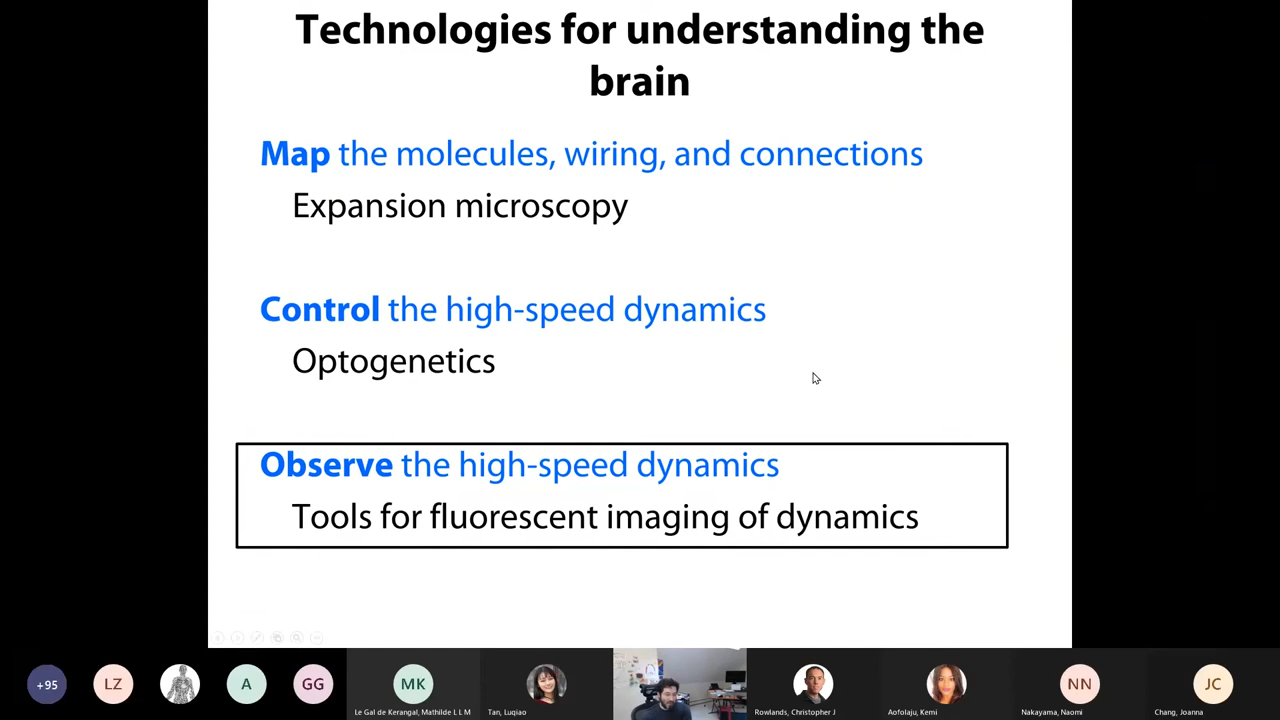 Technologies for understanding the
brain
Map the molecules, wiring, and connections
Expansion microscopy
Control the high-speed dynamics
Optogenetics
Observe the high-speed dynamics
Tools for fluorescent imaging of dynamics
+95
LZ
A
GG
MK
NN
JC
Le Gal de Kerangal, Mathilde L L M
Tan, Luqiao
Rowlands, Christopher J
Aofolaju, Kemi
Nakayama, Naomi
Chang, Joanna